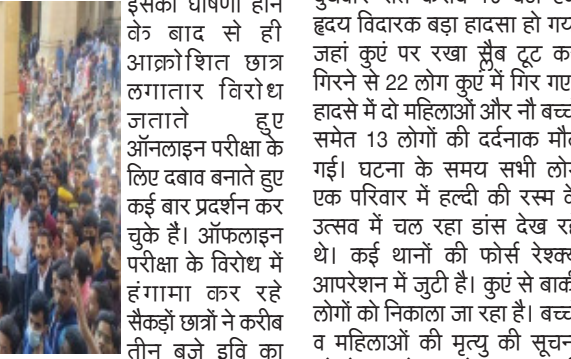 इसकी घोषणा होने
के बाद से ही
आक्रोशित छात्र
लगातार विरोध
जताते हुए
ऑनलाइन परीक्षा के
लिए दबाव बनाते हुए
कई बार प्रदर्शन कर
चुके हैं। ऑफलाइन
परीक्षा के विरोध में
हंगामा कर रहे
सैकड़ों छात्रों ने करीब
तीन बजे इवि का
हृदय विदारक बड़ा हादसा हो गय
जहां कुएं पर रखा स्लैब टूट क
गिरने से 22 लोग कुएं में गिर गए
हादसे में दो महिलाओं और नौ बच्च
समेत 13 लोगों की दर्दनाक मौत
गई। घटना के समय सभी लो
एक परिवार में हल्दी की रस्म के
उत्सव में चल रहा डांस देख रह
थे। कई थानों की फोर्स रेश्क्य
आपरेशन में जुटी है। कुएं से बाकी
लोगों को निकाला जा रहा है। बच्च
व महिलाओं की मृत्यु की सूचन